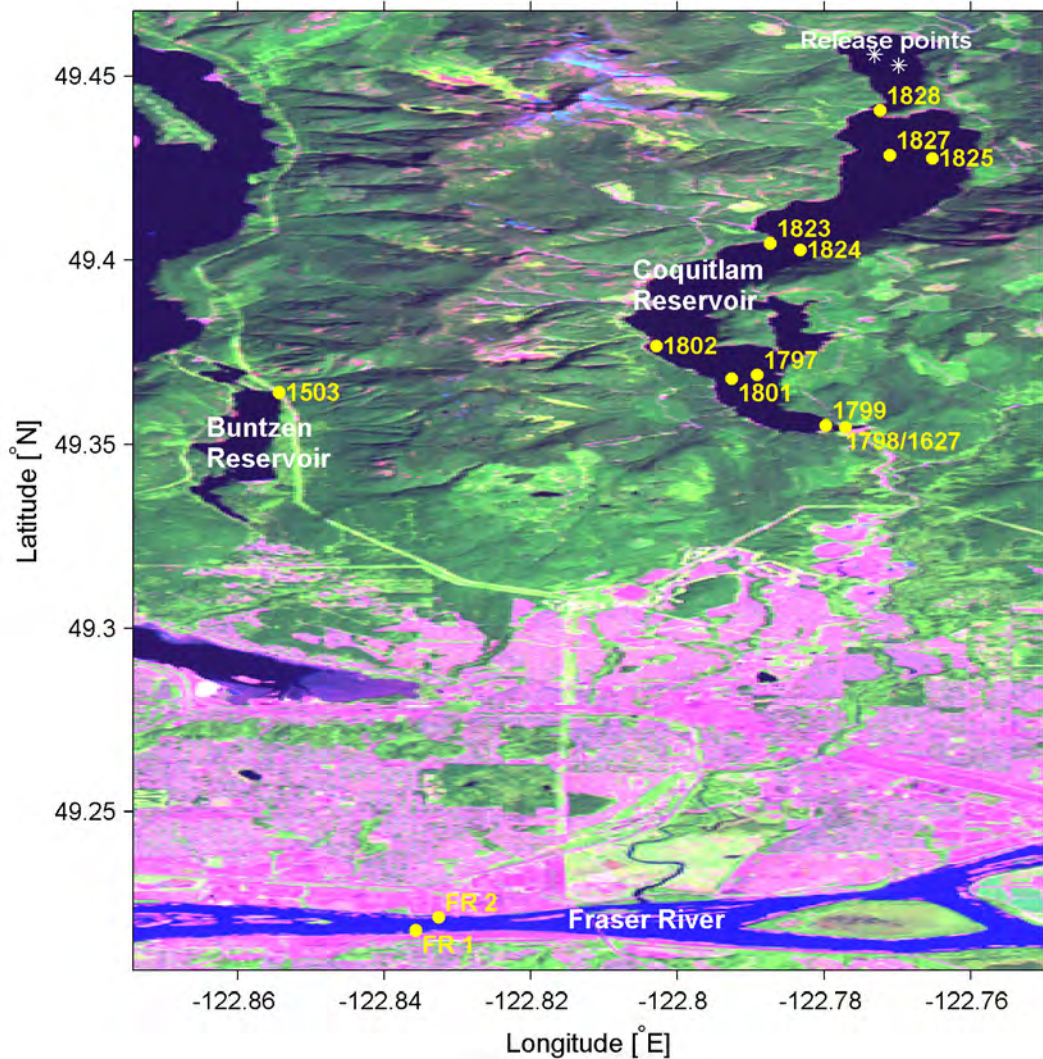 Release points
1828
1827
1825
1823
1824
Coquitlam
Reservoir
1802
1797
1801
1503
1799
1798/1627
Buntzen
Reservoir
FR 2
Fraser River
FR 1
49.45
49.4
49.35
49.3
49.25
Latitude [°N]
-122.86
-122.84
-122.82
-122.8
-122.78
-122.76
Longitude [°E]